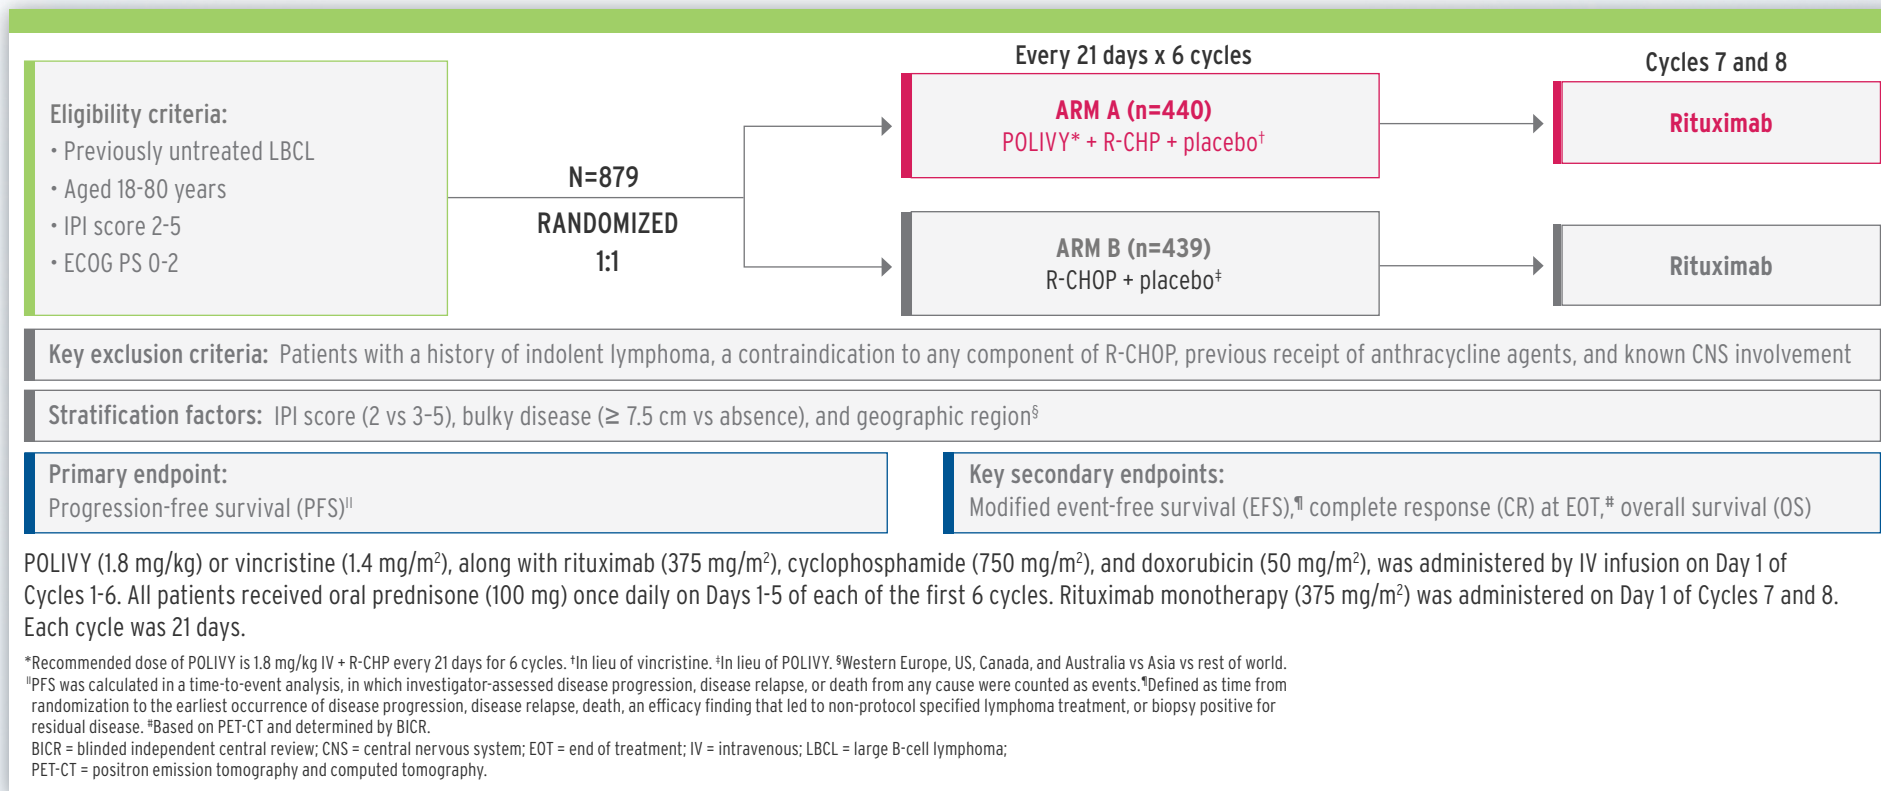 Every 21 days x 6 cycles
Cycles 7 and 8
Eligibility criteria:
• Previously untreated LBCL
• Aged 18-80 years
• IPI score 2-5
• ECOG PS 0-2
N=879
RANDOMIZED
1:1
ARM A (n=440)
POLIVY* + R-CHP + placebo†
Rituximab
ARM B (n=439)
R-CHOP + placebo‡
Rituximab
Key exclusion criteria: Patients with a history of indolent lymphoma, a contraindication to any component of R-CHOP, previous receipt of anthracycline agents, and known CNS involvement
Stratification factors: IPI score (2 vs 3–5), bulky disease (≥ 7.5 cm vs absence), and geographic region§
Primary endpoint:
Progression-free survival (PFS)||
Key secondary endpoints:
Modified event-free survival (EFS),¶ complete response (CR) at EOT,# overall survival (OS)
POLIVY (1.8 mg/kg) or vincristine (1.4 mg/m²), along with rituximab (375 mg/m²), cyclophosphamide (750 mg/m²), and doxorubicin (50 mg/m²), was administered by IV infusion on Day 1 of
Cycles 1-6. All patients received oral prednisone (100 mg) once daily on Days 1-5 of each of the first 6 cycles. Rituximab monotherapy (375 mg/m²) was administered on Day 1 of Cycles 7 and 8.
Each cycle was 21 days.
*Recommended dose of POLIVY is 1.8 mg/kg IV + R-CHP every 21 days for 6 cycles. †In lieu of vincristine. ‡In lieu of POLIVY. §Western Europe, US, Canada, and Australia vs Asia vs rest of world.
||PFS was calculated in a time-to-event analysis, in which investigator-assessed disease progression, disease relapse, or death from any cause were counted as events.¶Defined as time from
randomization to the earliest occurrence of disease progression, disease relapse, death, an efficacy finding that led to non-protocol specified lymphoma treatment, or biopsy positive for
residual disease. #Based on PET-CT and determined by BICR.
BICR = blinded independent central review; CNS = central nervous system; EOT = end of treatment; IV = intravenous; LBCL = large B-cell lymphoma;
PET-CT = positron emission tomography and computed tomography.